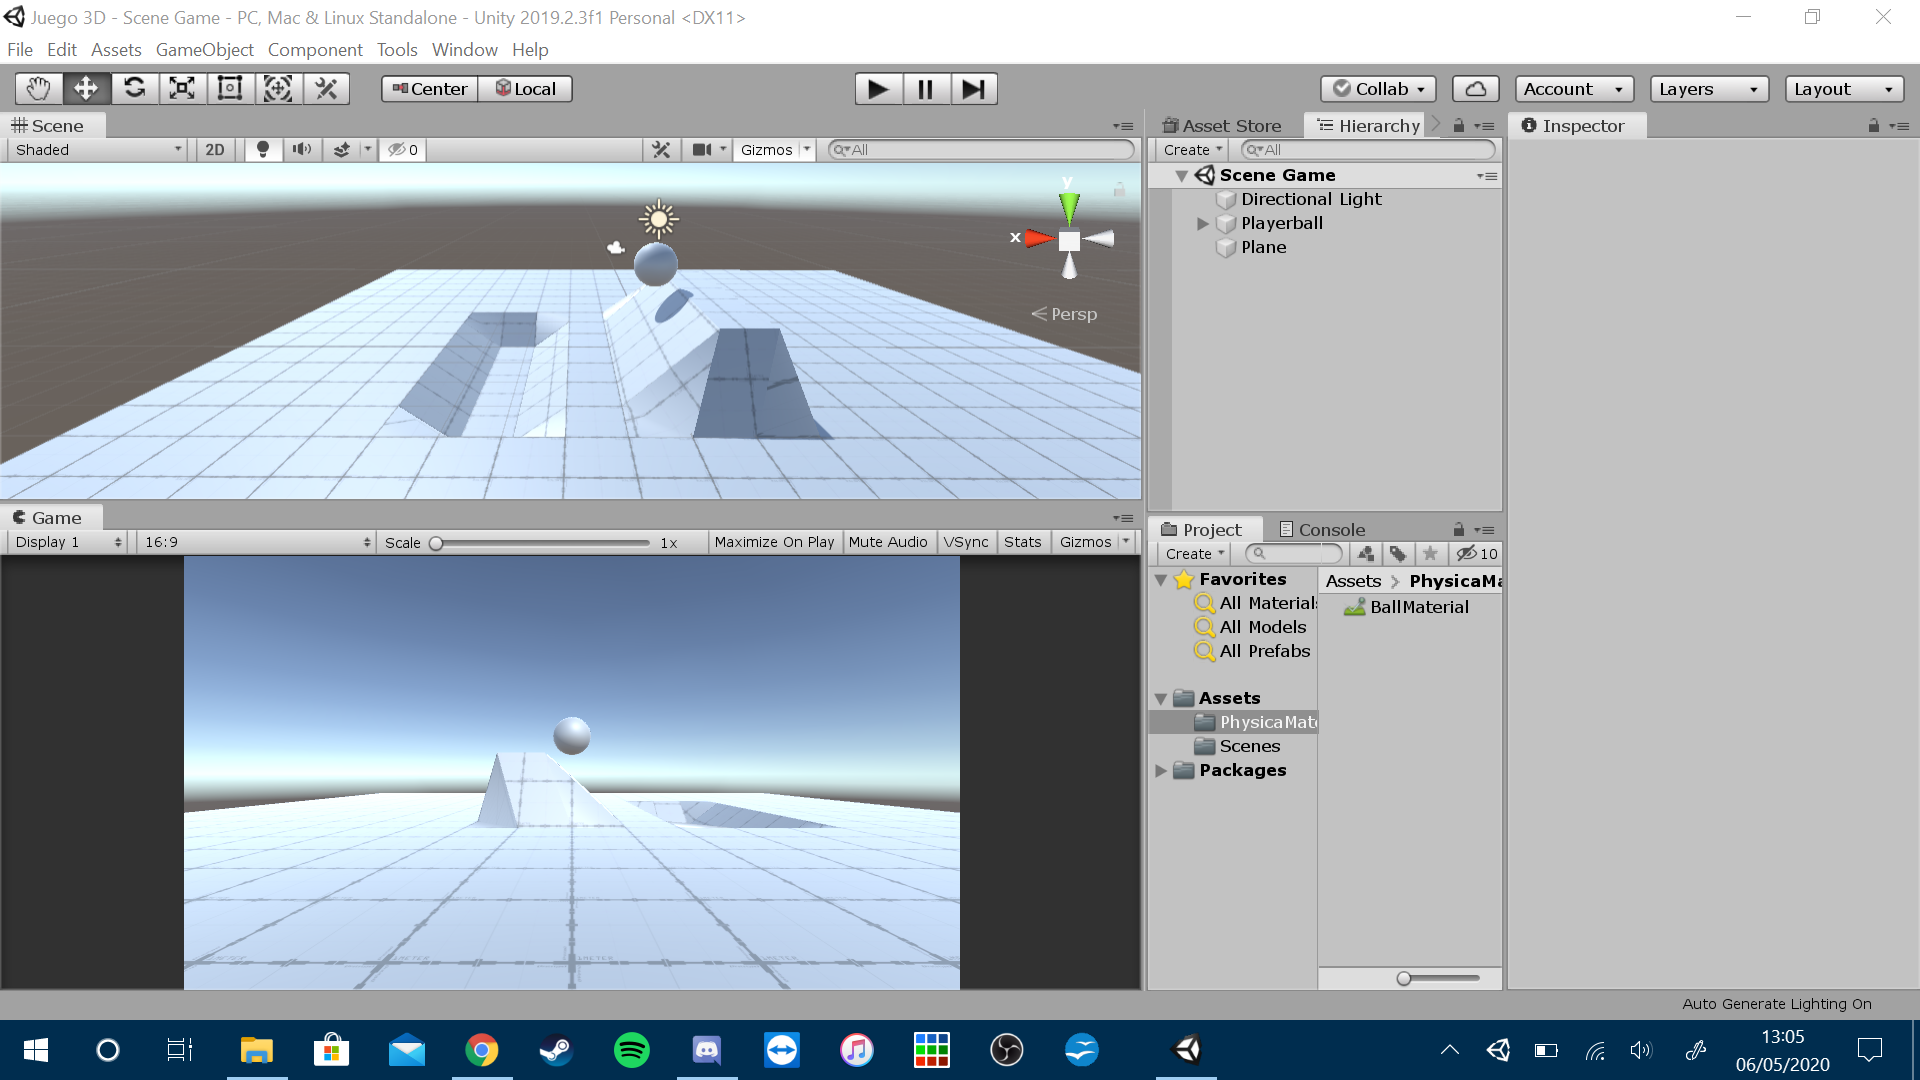 Juego 3D - Scene Game - PC, Mac & Linux Standalone - Unity 2019.2.3f1 Personal <DX11>
File Edit Assets GameObject Component Tools Window Help
Center Local Collab Account Layers Layout
Scene
Asset Store Hierarchy
Inspector
Shaded 2D 0 Gizmos All
Create All
Scene Game
Directional Light
Playerball
Plane
y
x
Persp
Game
Display 1 16:9 Scale 1x Maximize On Play Mute Audio VSync Stats Gizmos
Project Console
Create 10
Favorites
All Materials
All Models
All Prefabs
Assets
PhysicaMate
Scenes
Packages
Assets > PhysicaMa
BallMaterial
Auto Generate Lighting On
13:05
06/05/2020